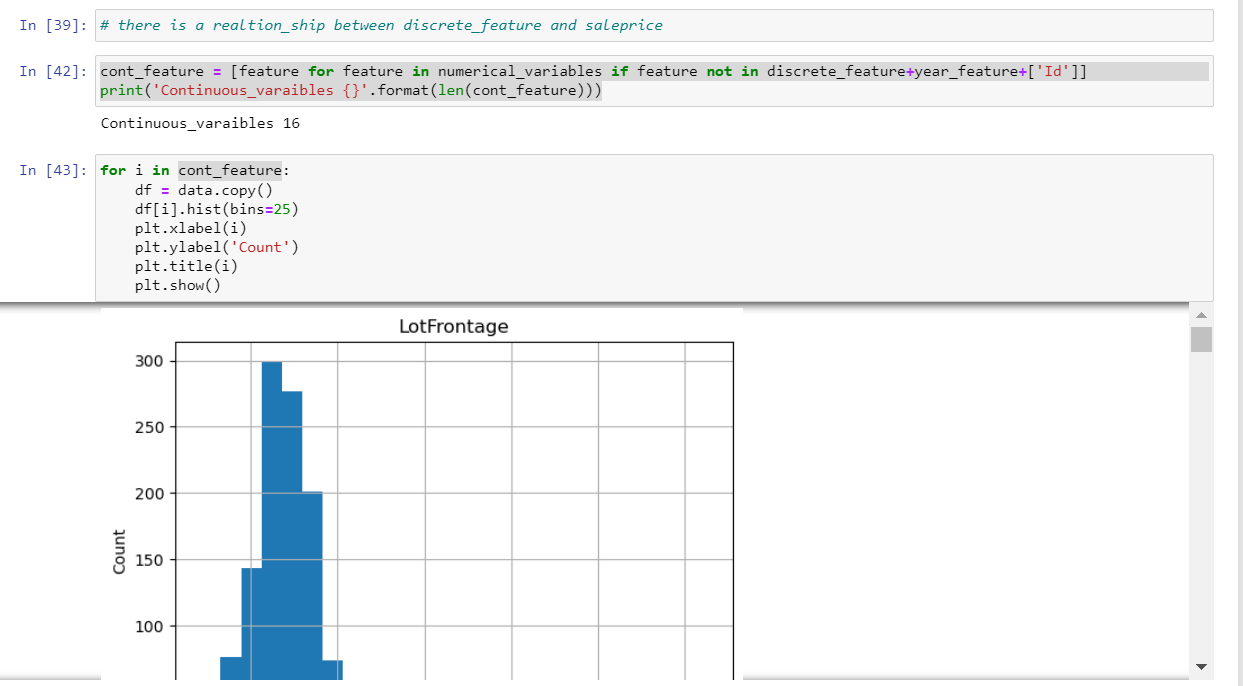 In [39]: # there is a realtion_ship between discrete_feature and saleprice
In [42]: cont_feature = [feature for feature in numerical_variables if feature not in discrete_feature+year_feature+['Id']]
print('Continuous_varaibles {}'.format(len(cont_feature)))
Continuous_varaibles 16
In [43]: for i in cont_feature:
    df = data.copy()
    df[i].hist(bins=25)
    plt.xlabel(i)
    plt.ylabel('Count')
    plt.title(i)
    plt.show()
LotFrontage
300
250
200
150
100
Count